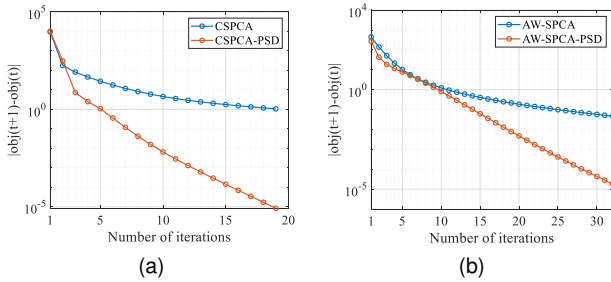 CSPCA
CSPCA-PSD
10^5
10^0
10^-5
|obj(t+1)-obj(t)|
1 5 10 15 20
Number of iterations
(a)
AW-SPCA
AW-SPCA-PSD
10^5
10^0
10^-5
|obj(t+1)-obj(t)|
1 5 10 15 20 25 30
Number of iterations
(b)